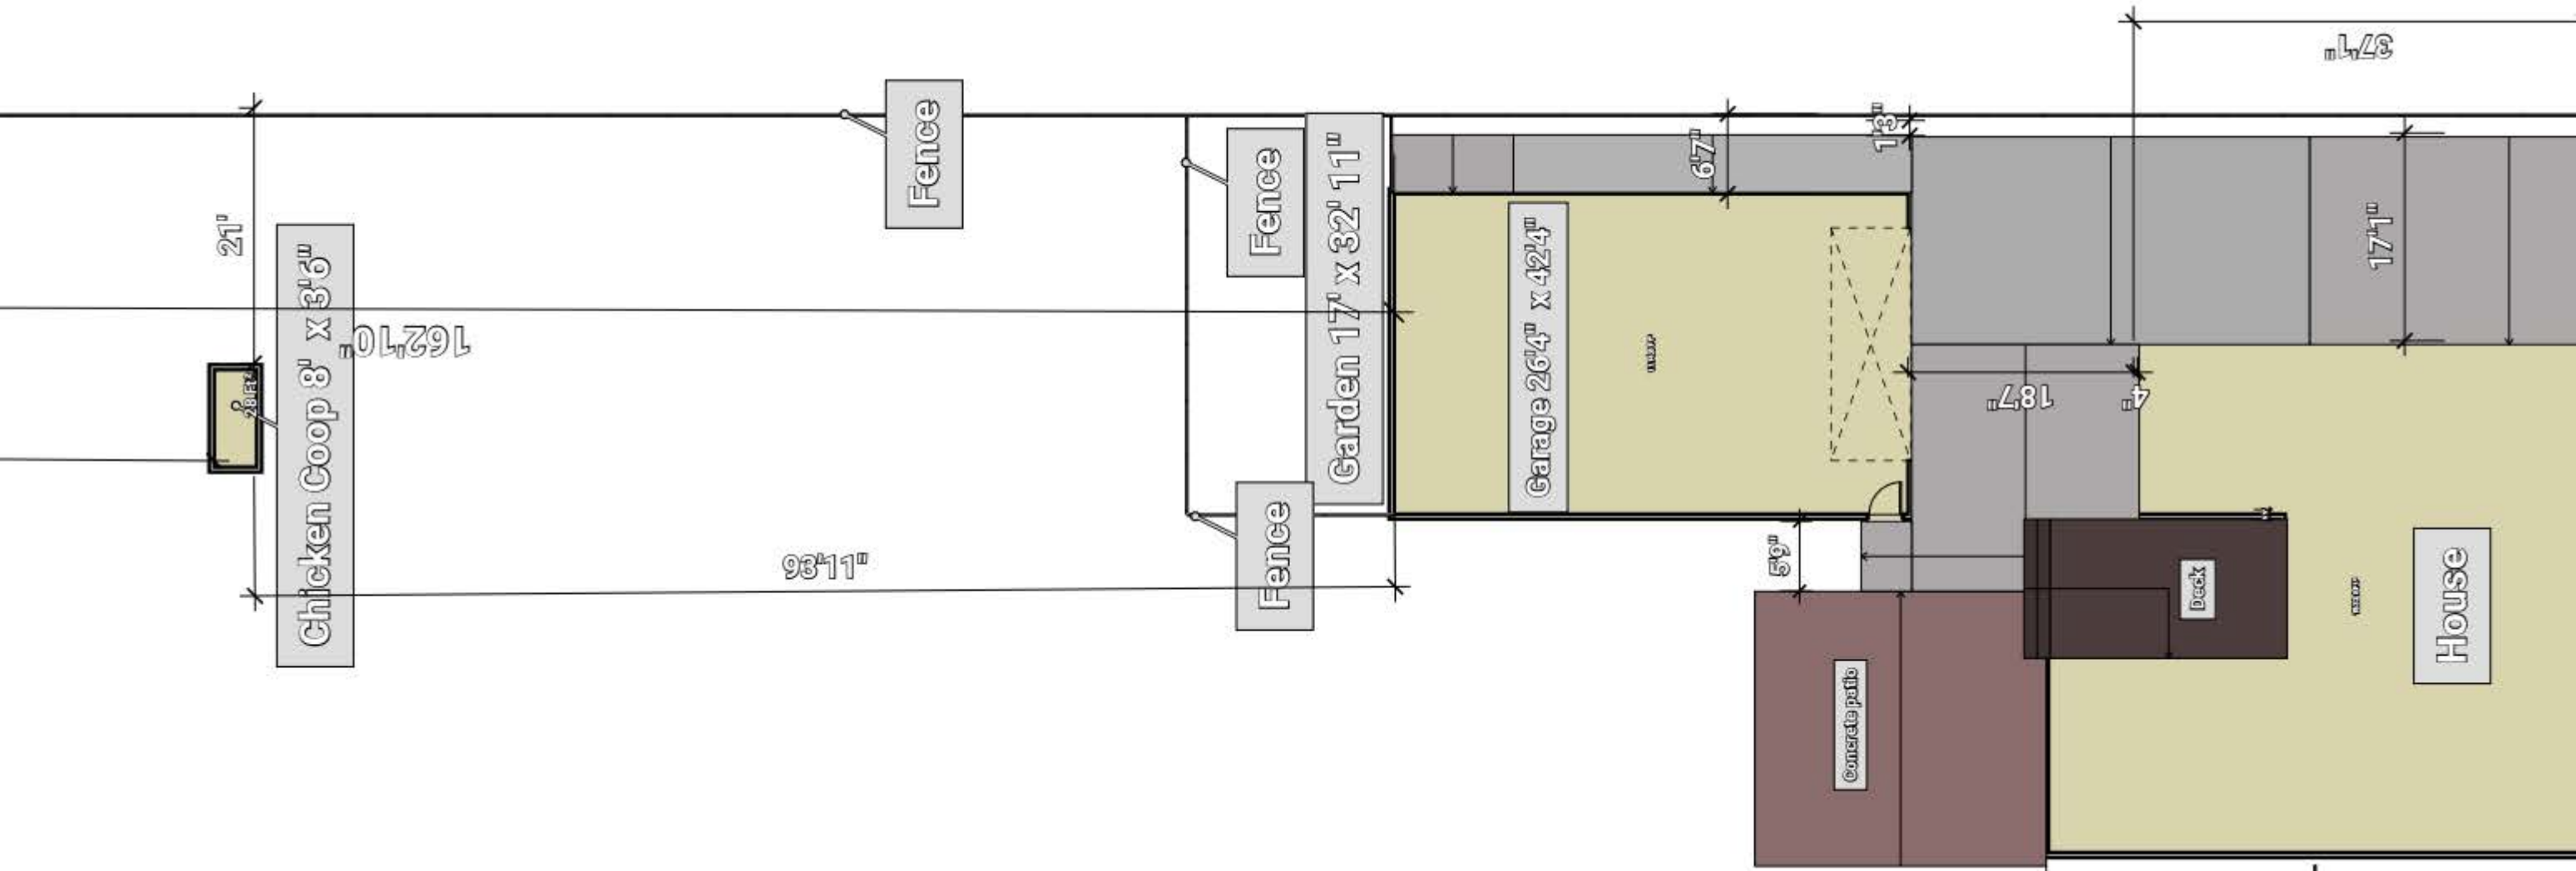 37'1"
Fence
1'3"
6'7"
Fence
Garden 17' x 32' 11"
21'
17'1"
Chicken Coop 8' x 3'6"
Garage 26'4" x 42'4"
162'10"
18'7"
4"
93'11"
Fence
5'9"
Deck
House
Concrete patio